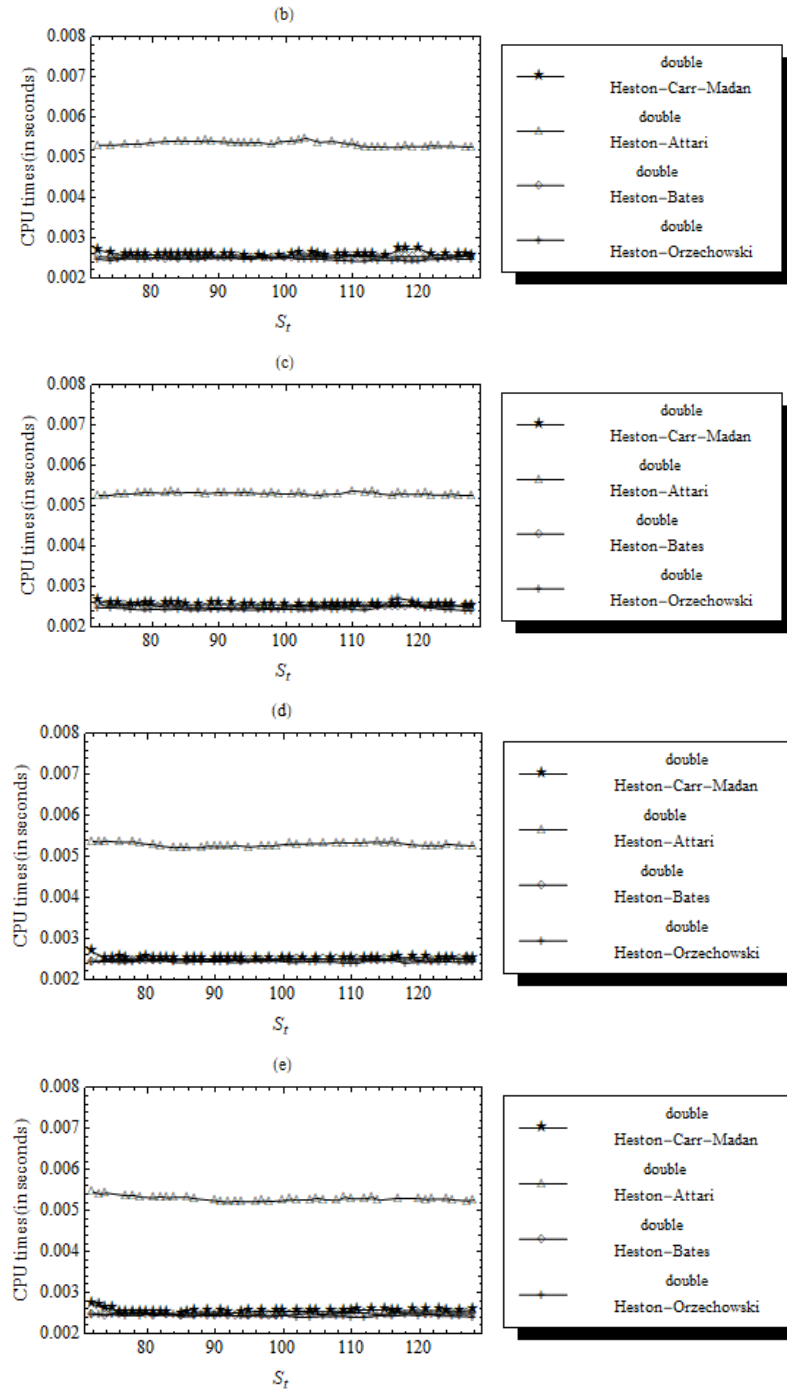 (b)
0.008
0.007
0.006
0.005
0.004
0.003
0.002
CPU times (in seconds)
80 90 100 110 120
S_t
double
Heston–Carr–Madan
double
Heston–Attari
double
Heston–Bates
double
Heston–Orzechowski
(c)
0.008
0.007
0.006
0.005
0.004
0.003
0.002
CPU times (in seconds)
80 90 100 110 120
S_t
double
Heston–Carr–Madan
double
Heston–Attari
double
Heston–Bates
double
Heston–Orzechowski
(d)
0.008
0.007
0.006
0.005
0.004
0.003
0.002
CPU times (in seconds)
80 90 100 110 120
S_t
double
Heston–Carr–Madan
double
Heston–Attari
double
Heston–Bates
double
Heston–Orzechowski
(e)
0.008
0.007
0.006
0.005
0.004
0.003
0.002
CPU times (in seconds)
80 90 100 110 120
S_t
double
Heston–Carr–Madan
double
Heston–Attari
double
Heston–Bates
double
Heston–Orzechowski